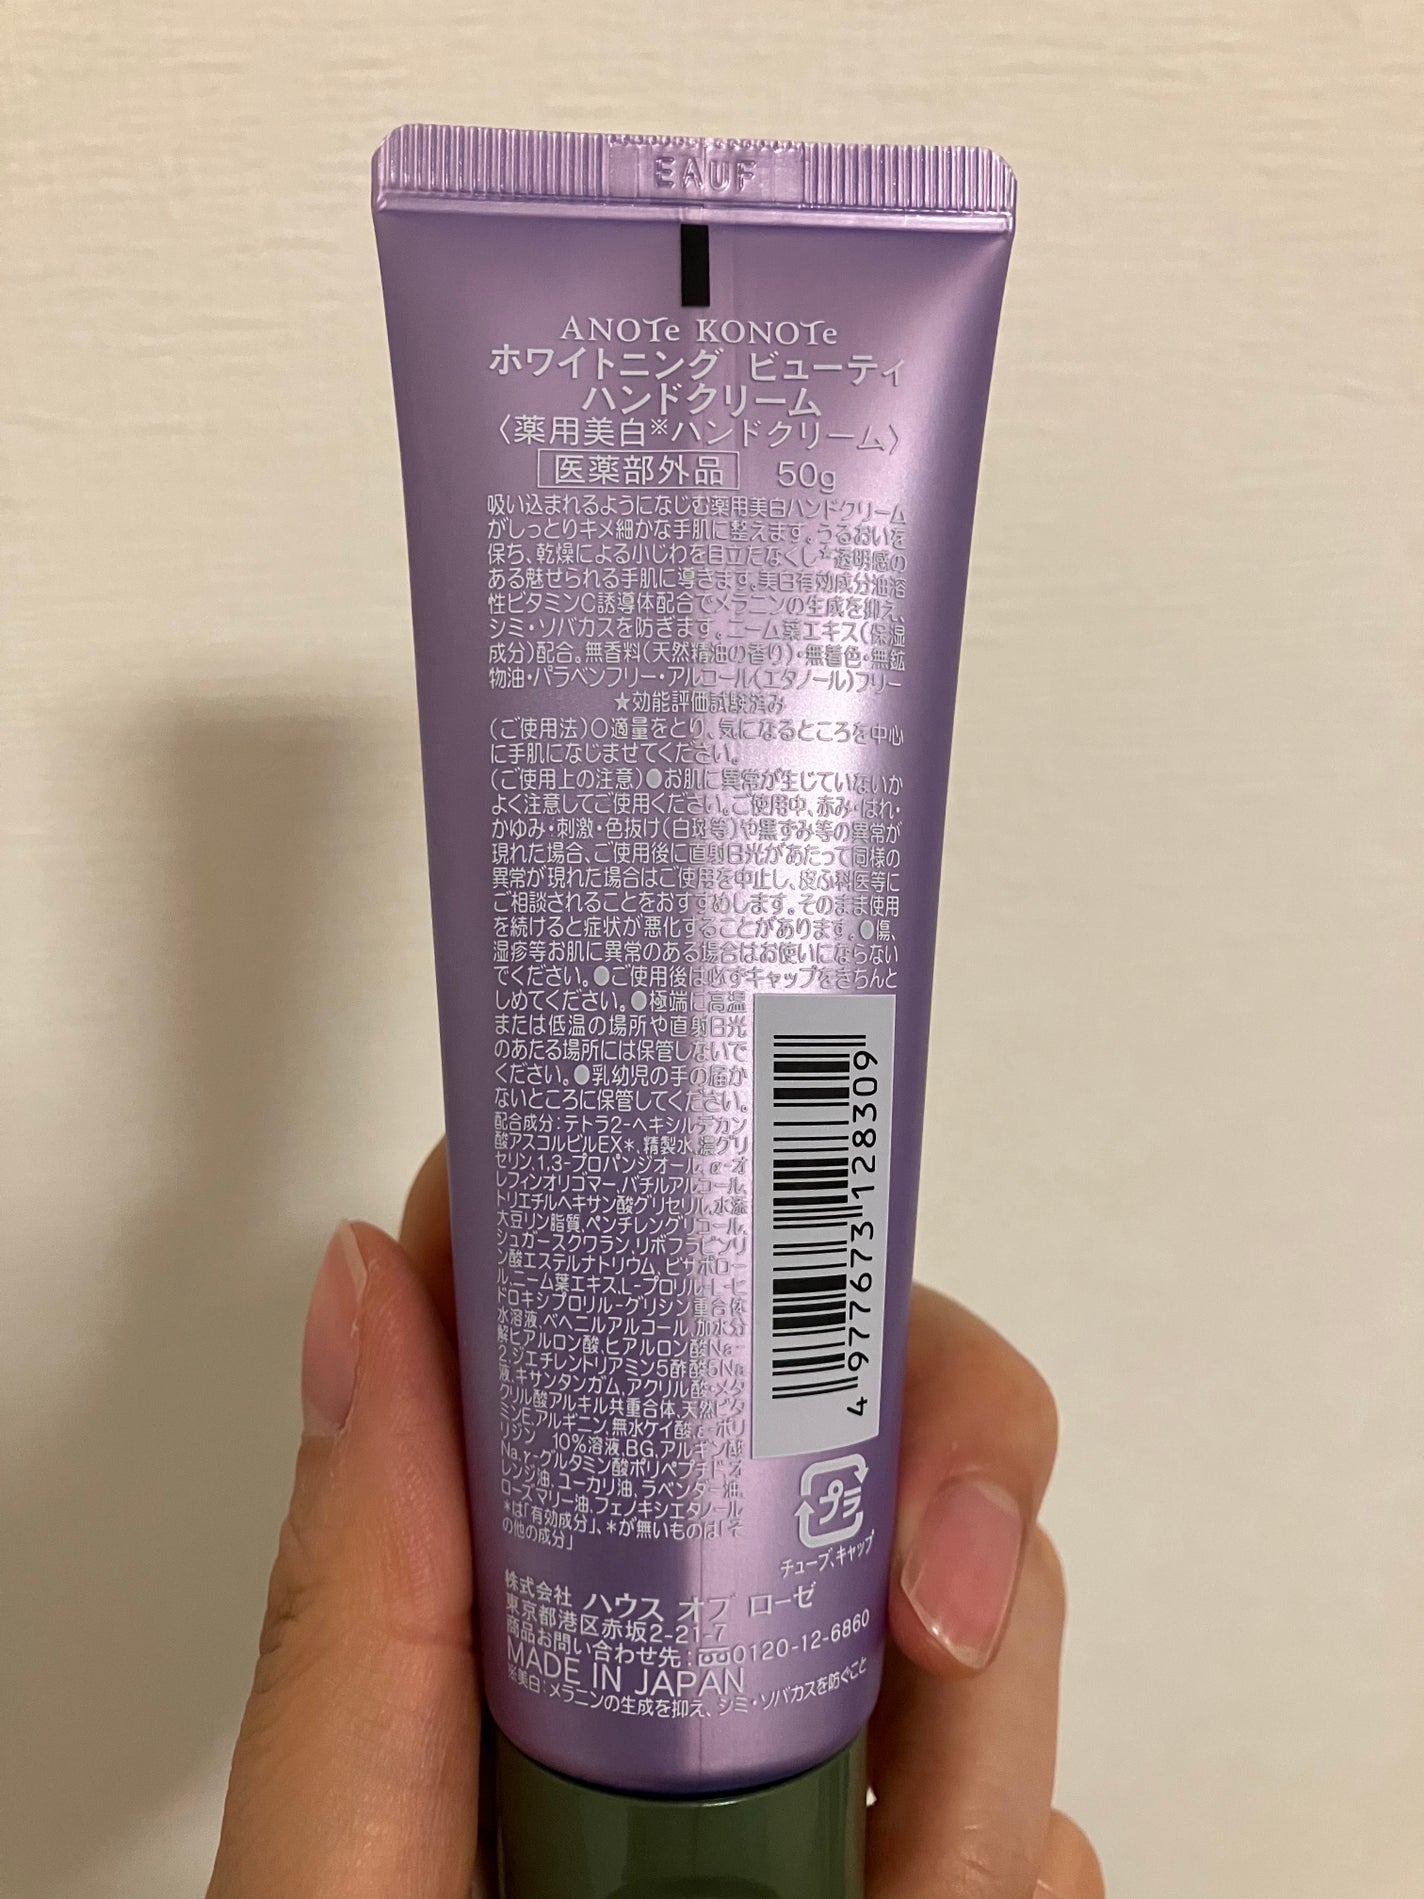 EAUF
ANOTe KONOTe
ホワイトニング ビューティ
ハンドクリーム
〈薬用美白※ハンドクリーム〉
医薬部外品 50g
吸い込まれるようになじむ薬用美白ハンドクリーム
がしっとりキメ細かな手肌に整えます。うるおいを
保ち、乾燥による小じわを目立たなくし★透明感の
ある魅せられる手肌に導きます。美白有効成分油溶
性ビタミンC誘導体配合でメラニンの生成を抑え、
シミ・ソバカスを防ぎます。ニーム葉エキス(保湿
成分)配合。無香料(天然精油の香り)・無着色・無鉱
物油・パラベンフリー・アルコール(エタノール)フリー
★効能評価試験済み
(ご使用法)○適量をとり、気になるところを中心
に手肌になじませてください。
(ご使用上の注意)●お肌に異常が生じていないか
よく注意してご使用ください。ご使用中、赤み・はれ・
かゆみ・刺激・色抜け(白斑等)や黒ずみ等の異常が
現れた場合、ご使用後に直射日光があたって同様の
異常が現れた場合はご使用を中止し、皮ふ科医等に
ご相談されることをおすすめします。そのまま使用
を続けると症状が悪化することがあります。●傷、
湿疹等お肌に異常のある場合はお使いにならない
でください。●ご使用後は必ずキャップをきちんと
しめてください。●極端に高温
または低温の場所や直射日光
のあたる場所には保管しないで
ください。●乳幼児の手の届か
ないところに保管してください。
配合成分:テトラ2-ヘキシルデカン
酸アスコルビルEX*、精製水、濃グリ
セリン、1,3-プロパンジオール、α-オ
レフィンオリゴマー、バチルアルコール、
トリエチルヘキサン酸グリセリル、水添
大豆リン脂質、ペンチレングリコール、
シュガースクワラン、リボフラビンリ
ン酸エステルナトリウム、ビサボロー
ル、ニーム葉エキス、L-プロリル-L-ヒ
ドロキシプロリル-グリシン重合体
水溶液、ベヘニルアルコール、加水分
解ヒアルロン酸、ヒアルロン酸Na-
2、ジエチレントリアミン5酢酸5Na
液、キサンタンガム、アクリル酸・メタ
クリル酸アルキル共重合体、天然ビタ
ミンE、アルギニン、無水ケイ酸、ε-ポリ
リジン 10%溶液、BG、アルギン酸
Na、γ-グルタミン酸ポリペプチド、オ
レンジ油、ユーカリ油、ラベンダー油、
ローズマリー油、フェノキシエタノール
*は「有効成分」、*が無いものは「そ
の他の成分」
4 977673 128309
プラ
チューブ、キャップ
株式会社 ハウス オブ ローゼ
東京都港区赤坂2-21-7
商品お問い合わせ先:0120-12-6860
MADE IN JAPAN
※美白:メラニンの生成を抑え、シミ・ソバカスを防ぐこと